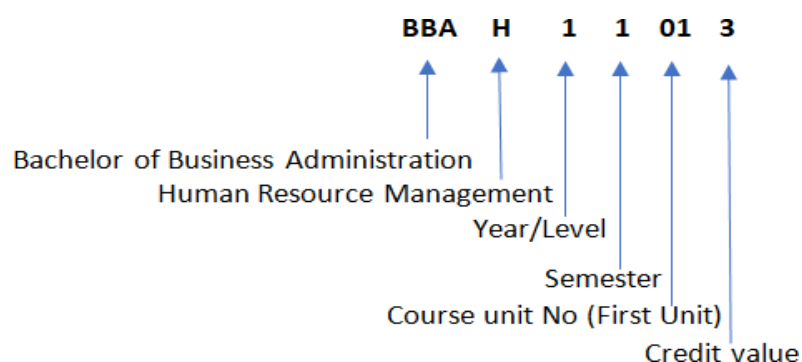 BBA H 1 1 01 3
Bachelor of Business Administration
Human Resource Management
Year/Level
Semester
Course unit No (First Unit)
Credit value